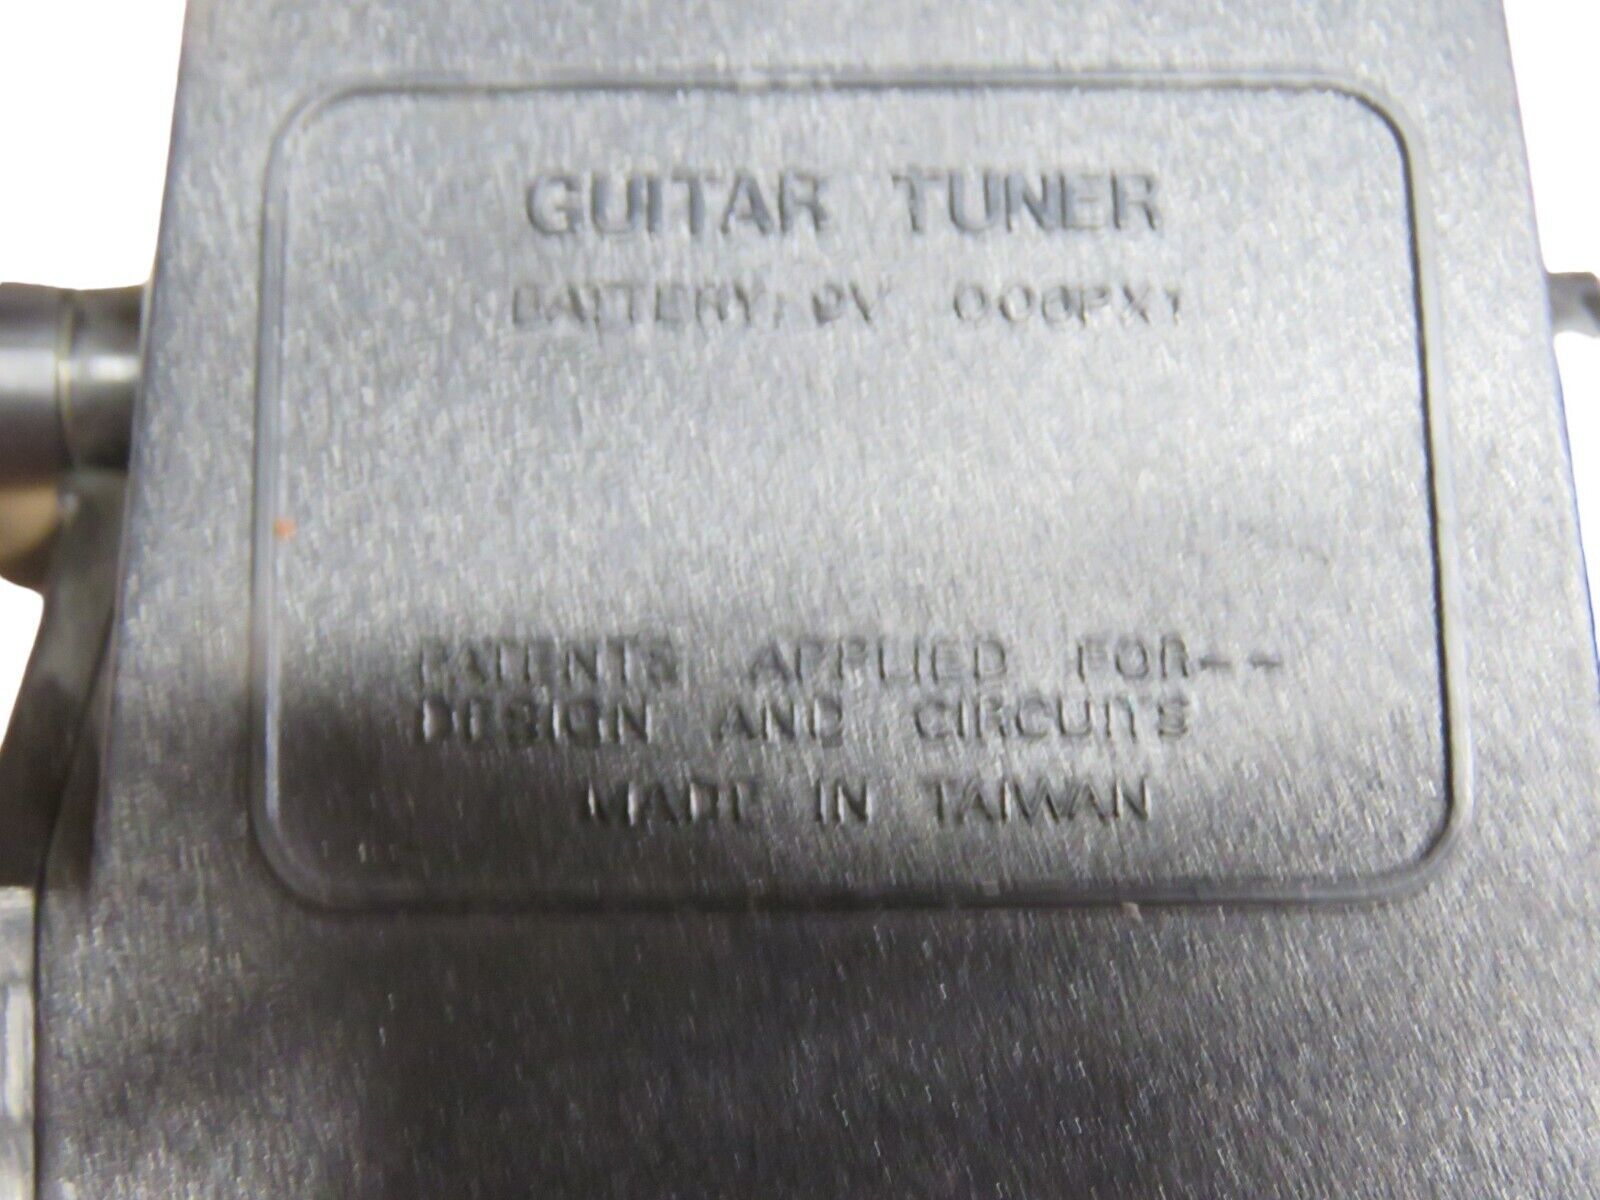 GUITAR TUNER
BATTERY: 9V 006PX1
PATENTS APPLIED FOR--
DESIGN AND CIRCUITS
MADE IN TAIWAN